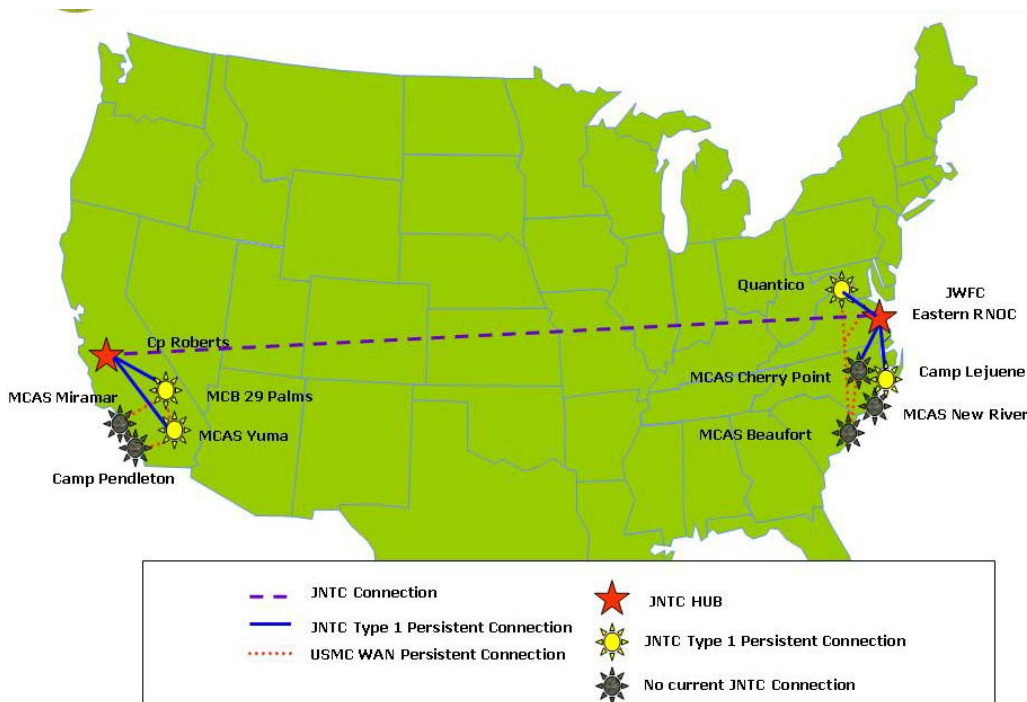 Quantico
JWFC
Eastern RNOC
Cp Roberts
MCAS Cherry Point
Camp Lejuene
MCAS Miramar
MCB 29 Palms
MCAS New River
MCAS Yuma
MCAS Beaufort
Camp Pendleton
JNTC Connection
JNTC HUB
JNTC Type 1 Persistent Connection
JNTC Type 1 Persistent Connection
USMC WAN Persistent Connection
No current JNTC Connection